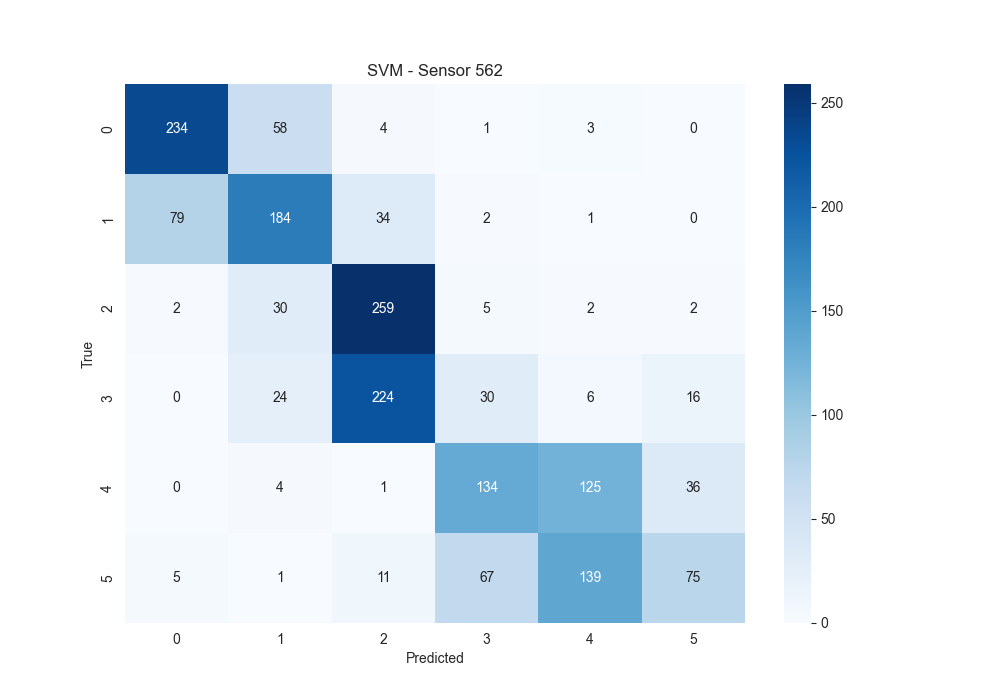 SVM - Sensor 562
0 234 58 4 1 3 0
1 79 184 34 2 1 0
2 2 30 259 5 2 2
3 0 24 224 30 6 16
4 0 4 1 134 125 36
5 5 1 11 67 139 75
True
0 1 2 3 4 5
Predicted
250
200
150
100
50
0